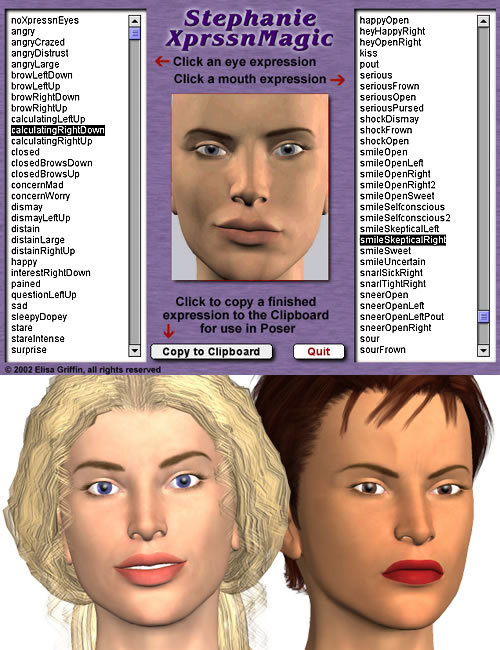 Stephanie
XprssnMagic
Click an eye expression
Click a mouth expression
noXpressnEyes
angry
angryCrazed
angryDistrust
angryLarge
browLeftDown
browLeftUp
browRightDown
browRightUp
calculatingLeftUp
calculatingRightDown
calculatingRightUp
closed
closedBrowsDown
closedBrowsUp
concernMad
concernWorry
dismay
dismayLeftUp
distain
distainLarge
distainRightUp
happy
interestRightDown
pained
questionLeftUp
sad
sleepyDopey
stare
stareIntense
surprise
happyOpen
heyHappyRight
heyOpenRight
kiss
pout
serious
seriousFrown
seriousOpen
seriousPursed
shockDismay
shockFrown
shockOpen
smileOpen
smileOpenLeft
smileOpenRight
smileOpenRight2
smileOpenSweet
smileSelfconscious
smileSelfconscious2
smileSkepticalLeft
smileSkepticalRight
smileSweet
smileUncertain
snarlSickRight
snarlTightRight
sneerOpen
sneerOpenLeft
sneerOpenLeftPout
sneerOpenRight
sour
sourFrown
Click to copy a finished
expression to the Clipboard
for use in Poser
Copy to Clipboard
Quit
© 2002 Elisa Griffin, all rights reserved